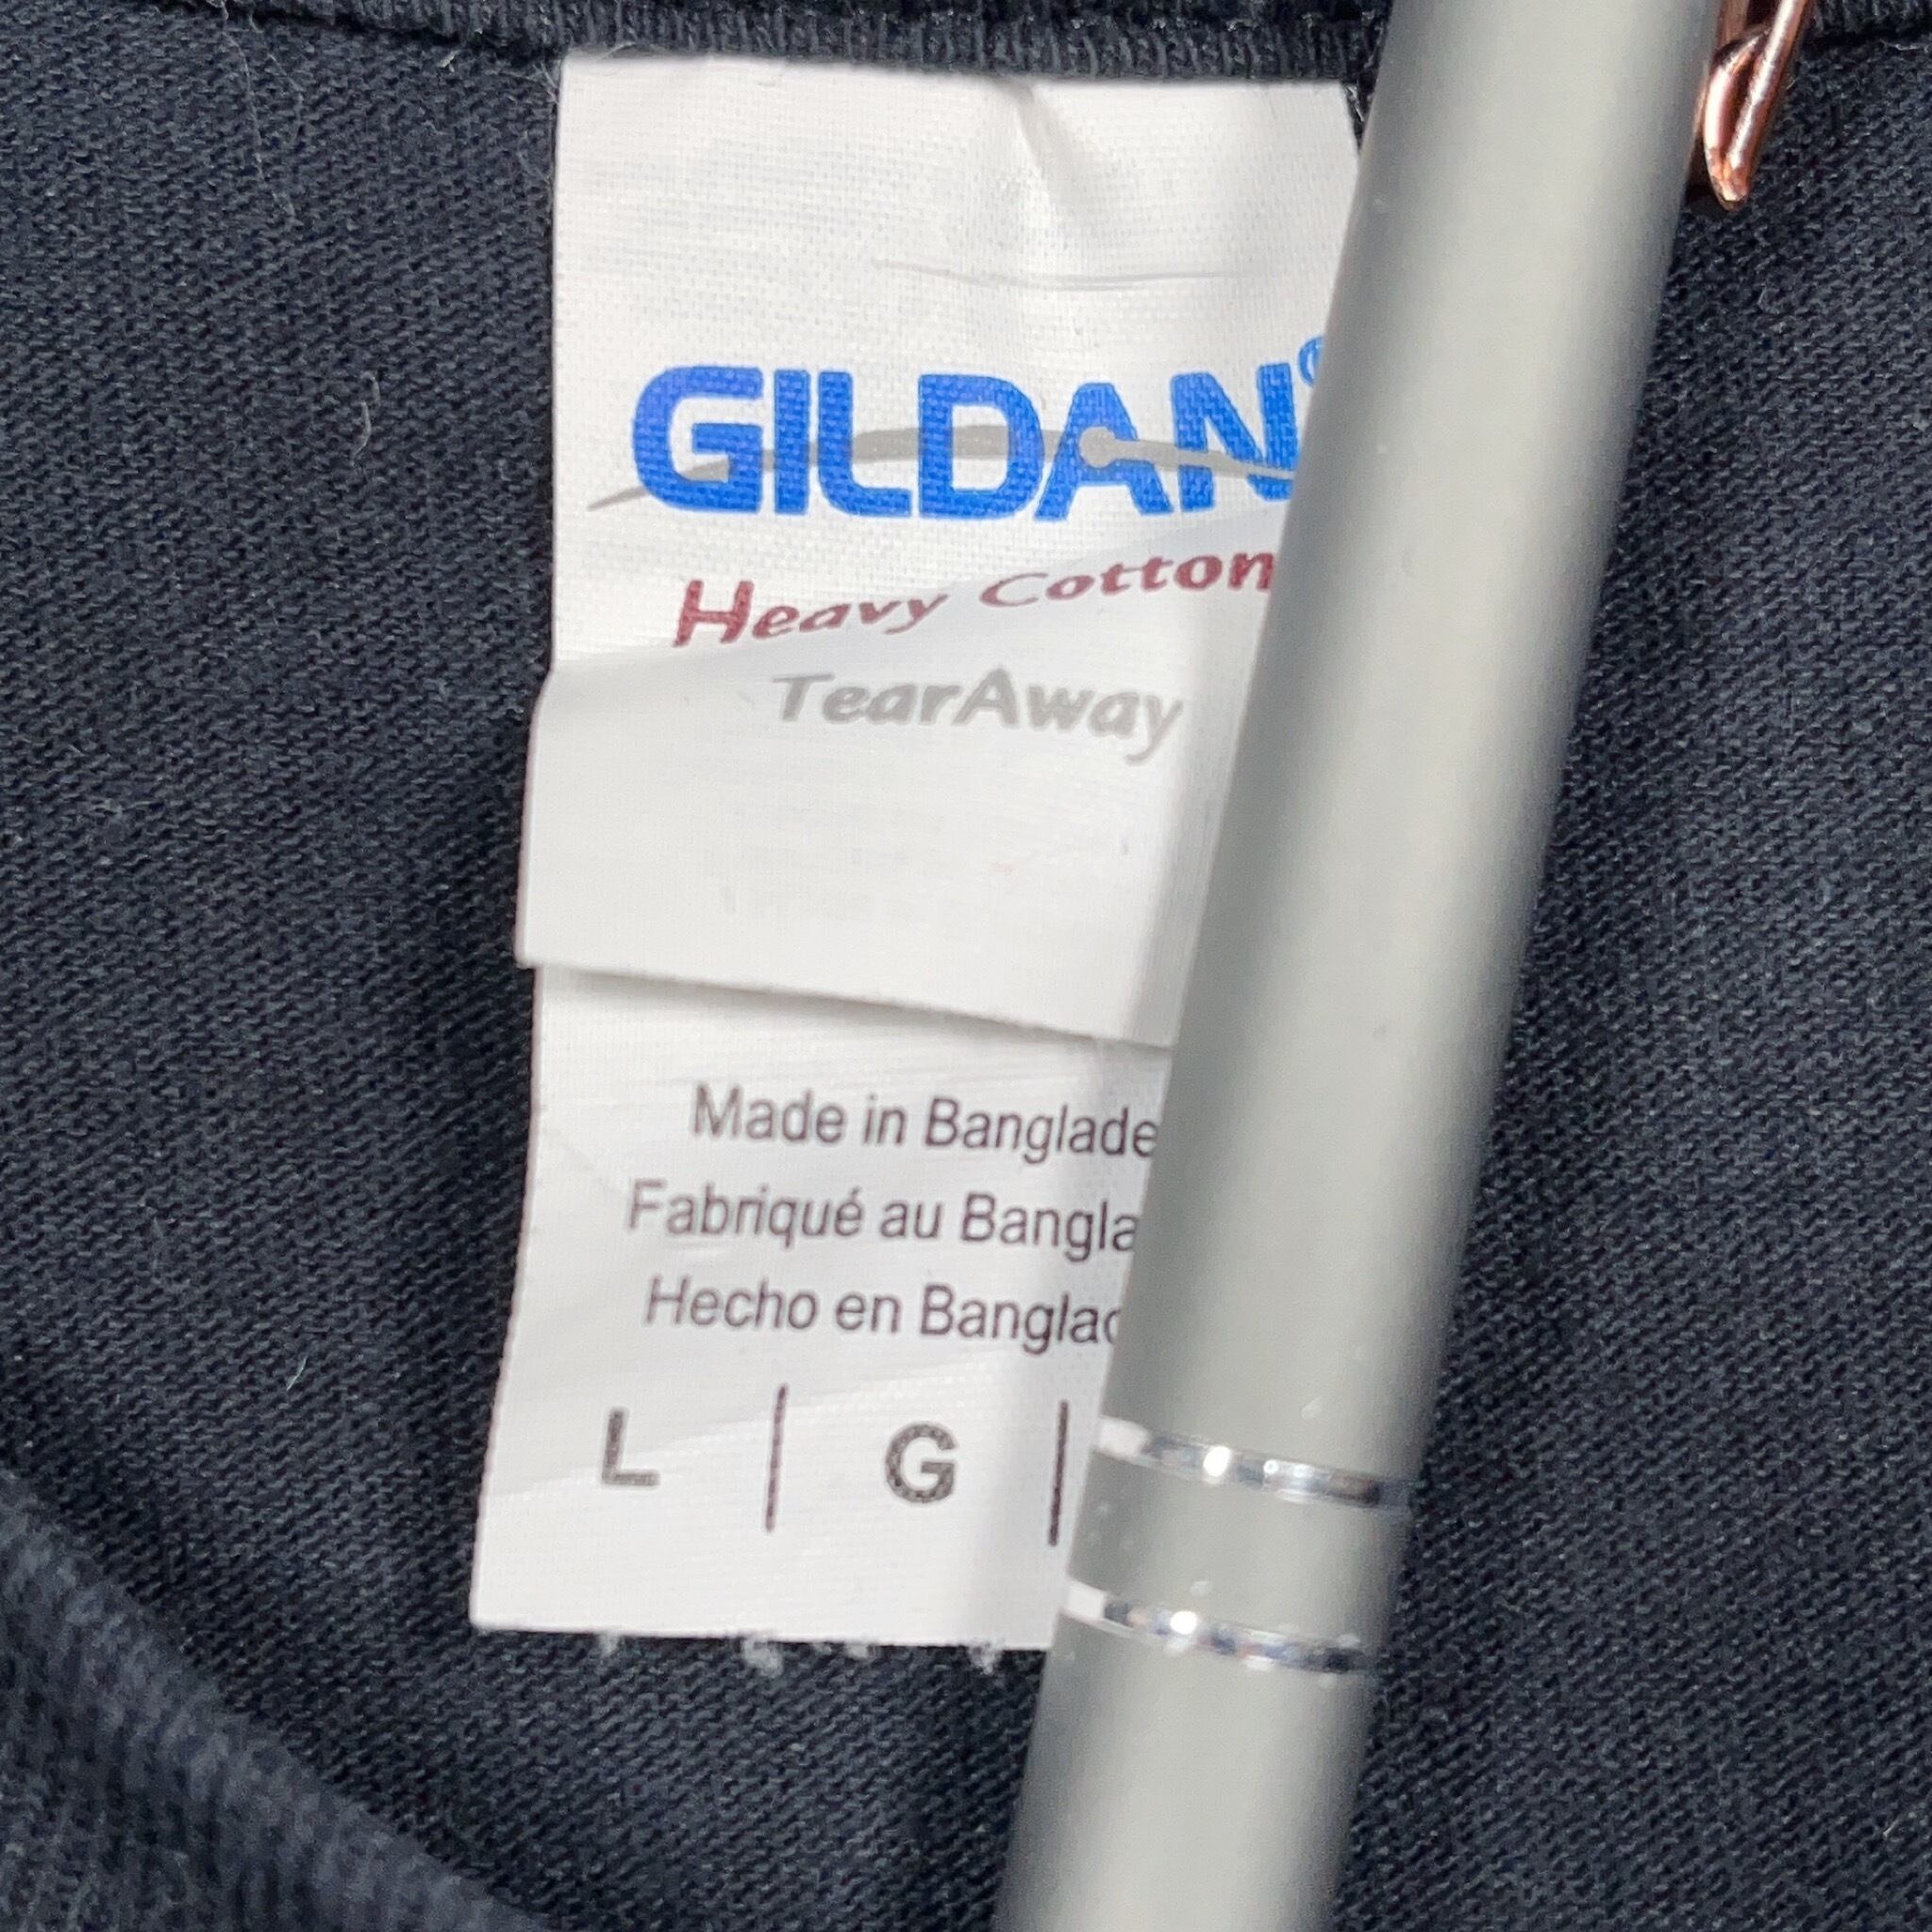 GILDAN®
Heavy Cotton
TearAway
Made in Banglade
Fabriqué au Bangla
Hecho en Banglad
L | G |